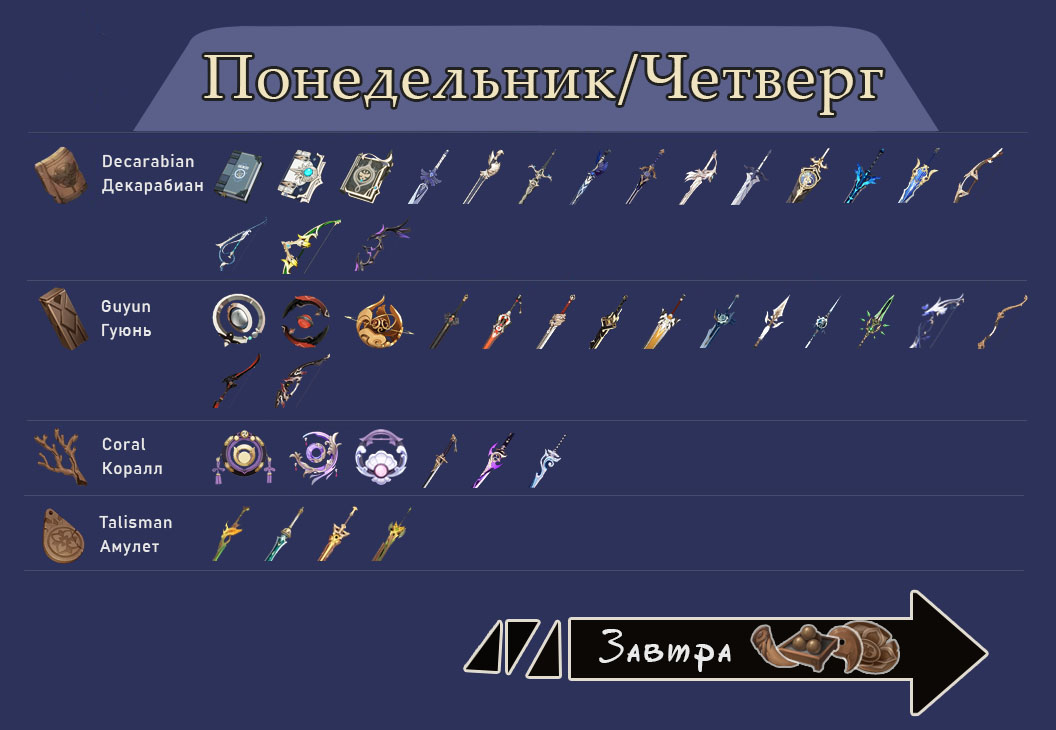 Понедельник/Четверг
Decarabian
Декарабиан
Guyun
Гуюнь
Coral
Коралл
Talisman
Амулет
Завтра